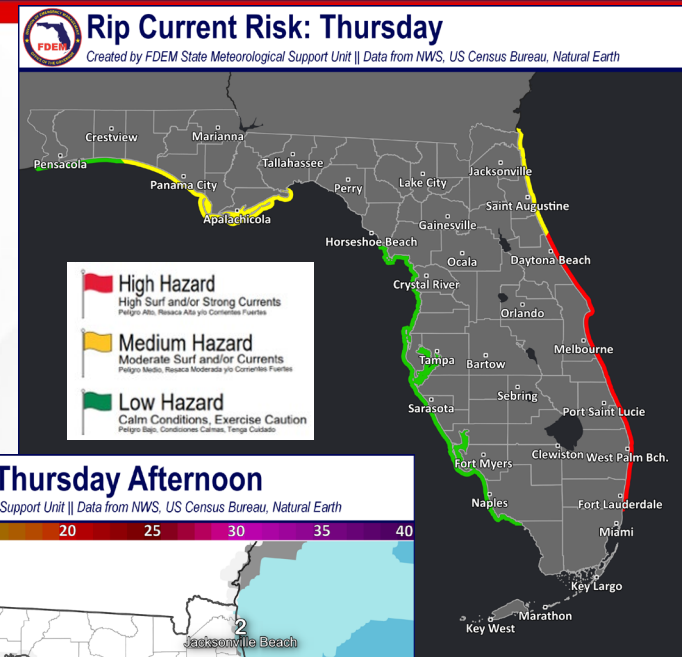 FDEM
Rip Current Risk: Thursday
Created by FDEM State Meteorological Support Unit || Data from NWS, US Census Bureau, Natural Earth
Crestview
Marianna
Pensacola
Tallahassee
Panama City
Apalachicola
Perry
Lake City
Jacksonville
Saint Augustine
Gainesville
Horseshoe Beach
Ocala
Daytona Beach
Crystal River
Orlando
Tampa
Bartow
Melbourne
Sebring
Sarasota
Port Saint Lucie
Clewiston
West Palm Bch.
Fort Myers
Naples
Fort Lauderdale
Miami
Key Largo
Marathon
Key West
High Hazard
High Surf and/or Strong Currents
Peligro Alto, Resaca Alta y/o Corrientes Fuertes
Medium Hazard
Moderate Surf and/or Currents
Peligro Medio, Resaca Moderada y/o Corrientes Fuertes
Low Hazard
Calm Conditions, Exercise Caution
Peligro Bajo, Condiciones Calmas, Tenga Cuidado
Thursday Afternoon
Support Unit || Data from NWS, US Census Bureau, Natural Earth
20 25 30 35 40
2
Jacksonville Beach